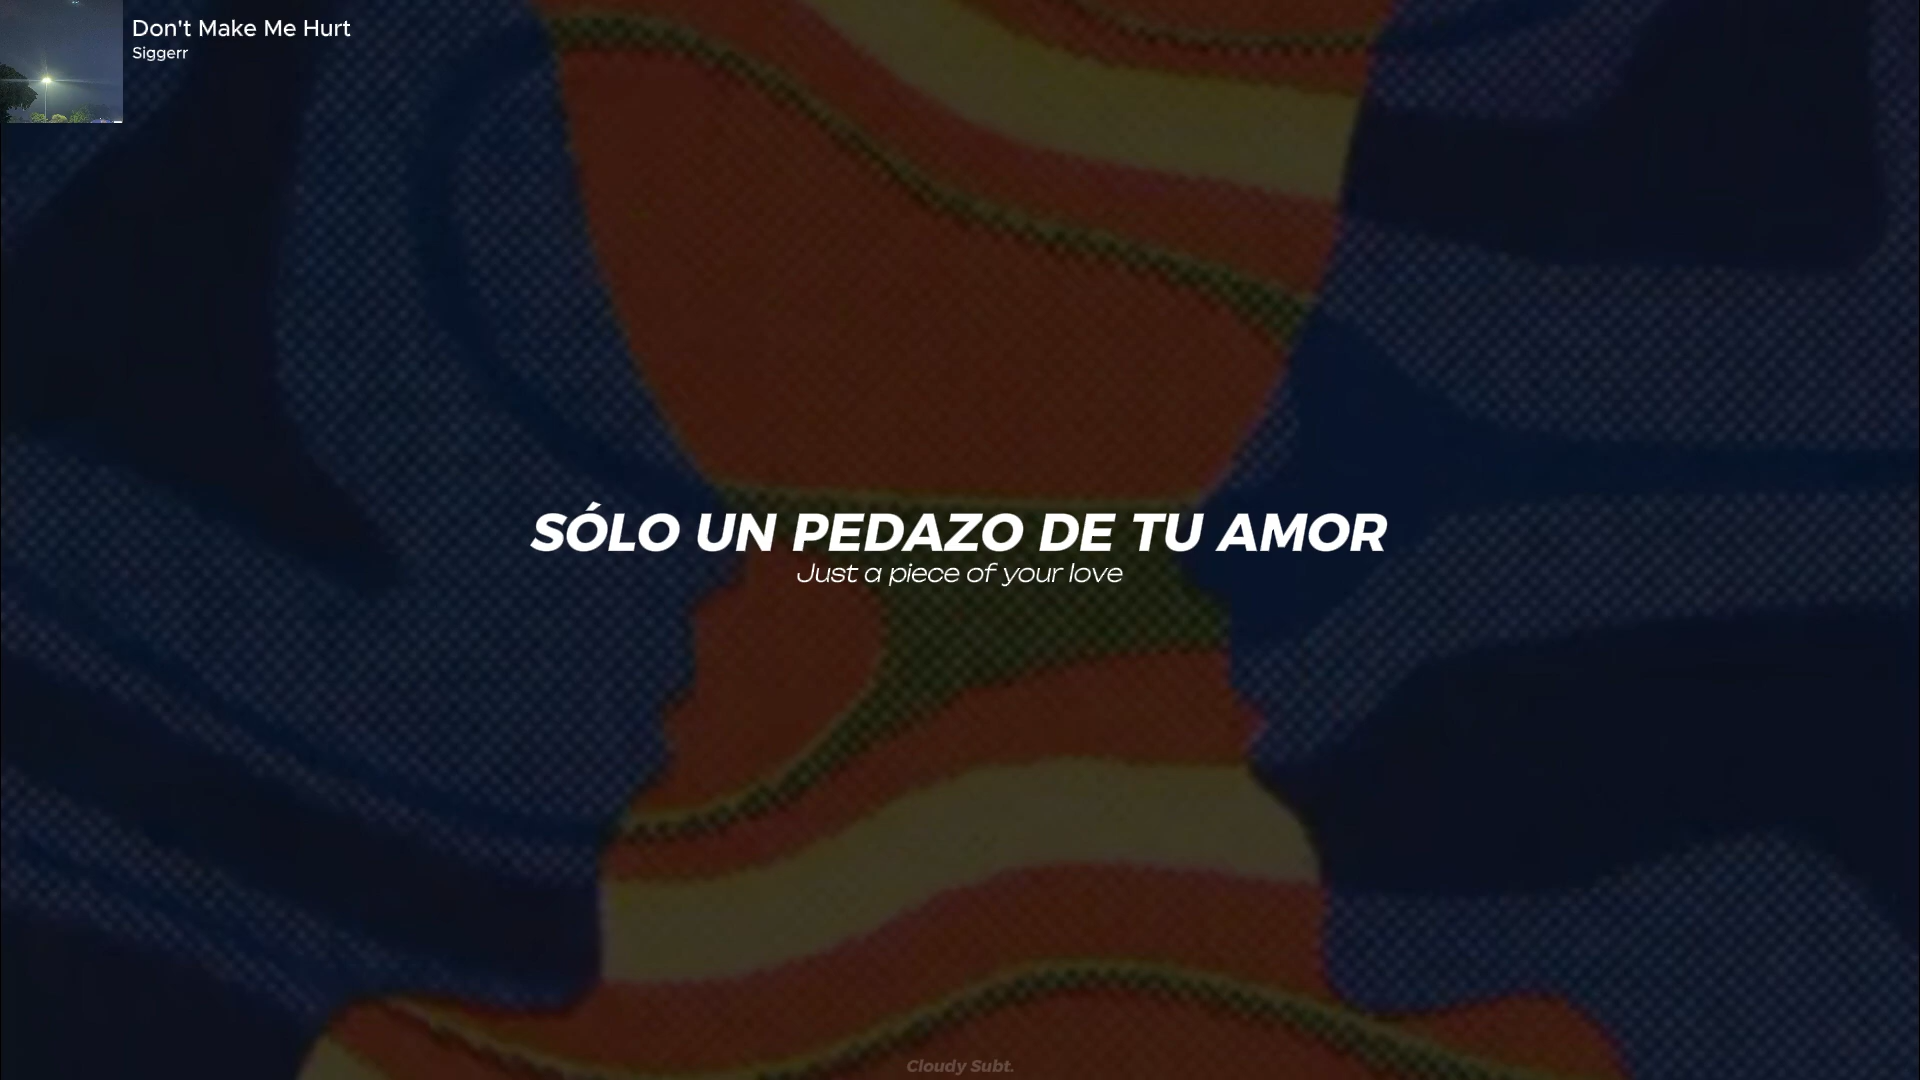 Don't Make Me Hurt
Siggerr
SÓLO UN PEDAZO DE TU AMOR
Just a piece of your love
Cloudy Subt.